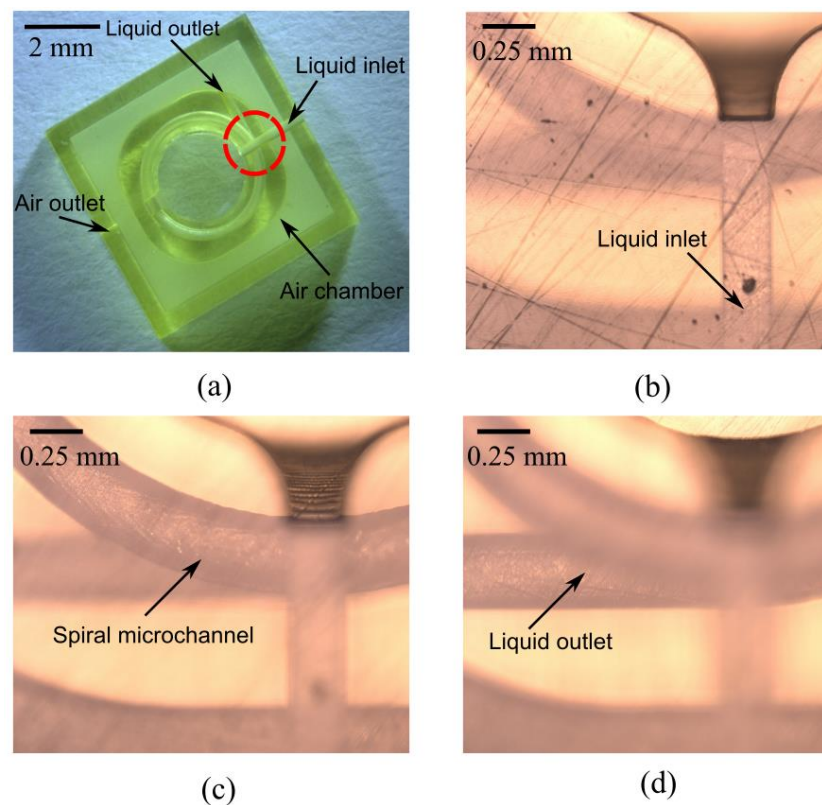 2 mm
Liquid outlet
Liquid inlet
Air outlet
Air chamber
(a)
0.25 mm
Liquid inlet
(b)
0.25 mm
Spiral microchannel
(c)
0.25 mm
Liquid outlet
(d)